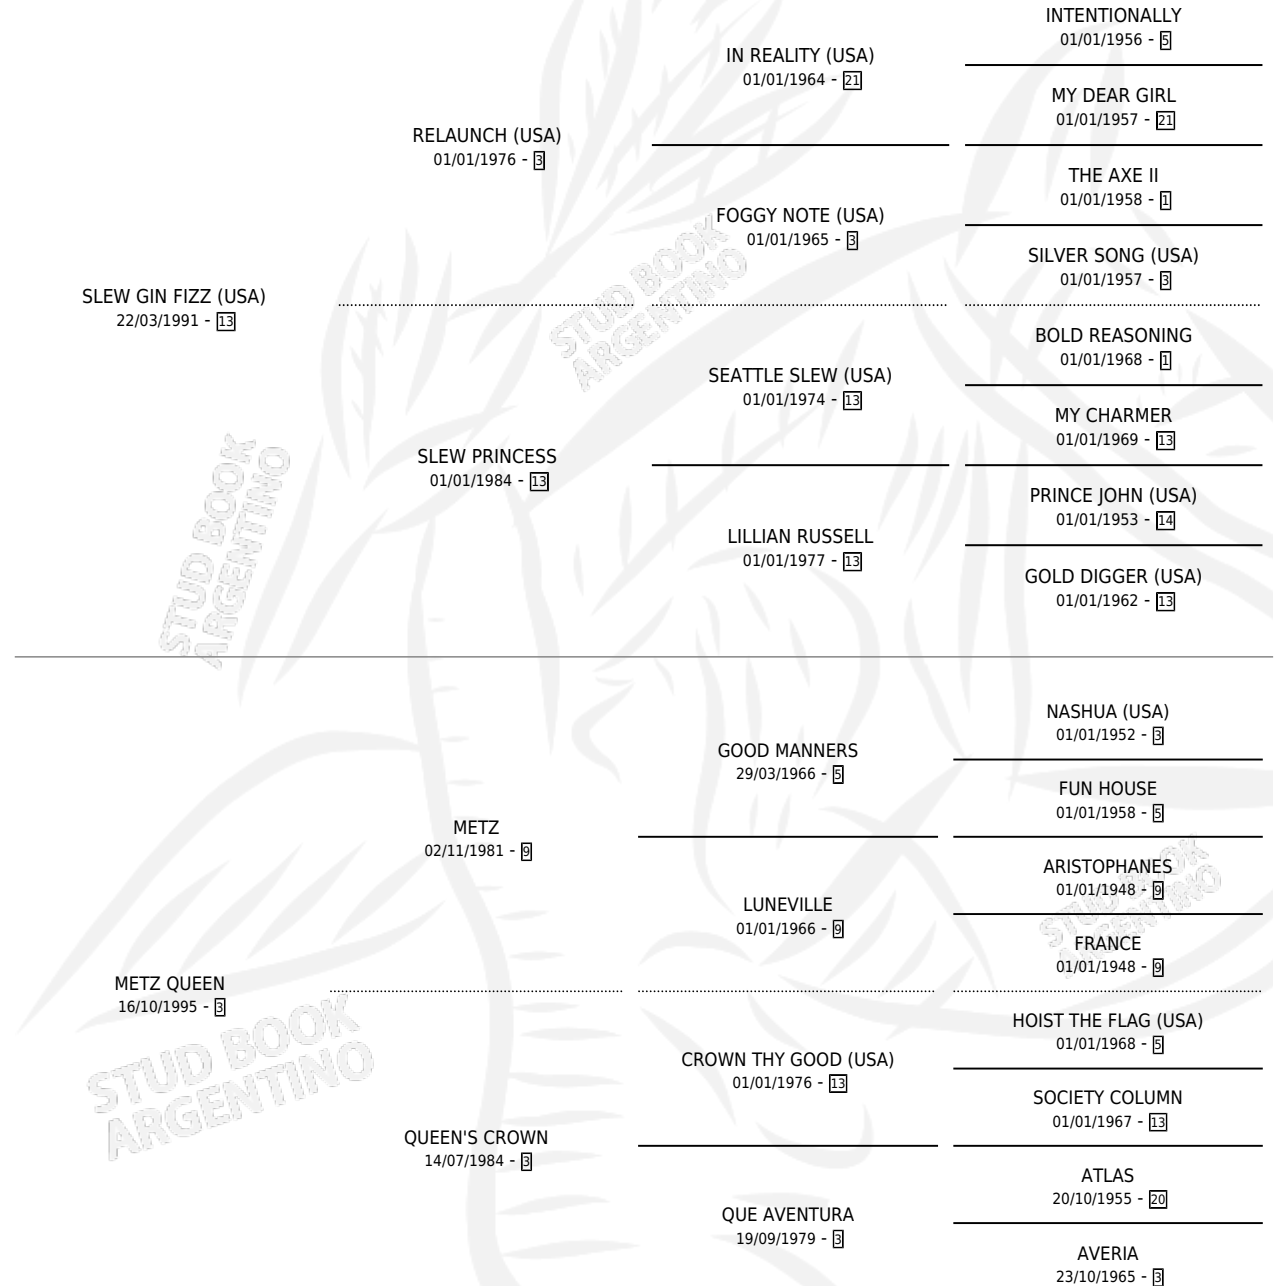 INTENTIONALLY
01/01/1956 - 5
IN REALITY (USA)
01/01/1964 - 21
MY DEAR GIRL
01/01/1957 - 21
RELAUNCH (USA)
01/01/1976 - 3
THE AXE II
01/01/1958 - 1
FOGGY NOTE (USA)
01/01/1965 - 3
SILVER SONG (USA)
01/01/1957 - 3
SLEW GIN FIZZ (USA)
22/03/1991 - 13
BOLD REASONING
01/01/1968 - 1
SEATTLE SLEW (USA)
01/01/1974 - 13
MY CHARMER
01/01/1969 - 13
SLEW PRINCESS
01/01/1984 - 13
PRINCE JOHN (USA)
01/01/1953 - 14
LILLIAN RUSSELL
01/01/1977 - 13
GOLD DIGGER (USA)
01/01/1962 - 13
NASHUA (USA)
01/01/1952 - 3
GOOD MANNERS
29/03/1966 - 5
FUN HOUSE
01/01/1958 - 5
METZ
02/11/1981 - 9
ARISTOPHANES
01/01/1948 - 9
LUNEVILLE
01/01/1966 - 9
FRANCE
01/01/1948 - 9
METZ QUEEN
16/10/1995 - 3
HOIST THE FLAG (USA)
01/01/1968 - 5
CROWN THY GOOD (USA)
01/01/1976 - 13
SOCIETY COLUMN
01/01/1967 - 13
QUEEN'S CROWN
14/07/1984 - 3
ATLAS
20/10/1955 - 20
QUE AVENTURA
19/09/1979 - 3
AVERIA
23/10/1965 - 3
STUD BOOK
ARGENTINO
STUD BOOK
ARGENTINO
STUD BOOK
ARGENTINO
STUD BOOK
ARGENTINO